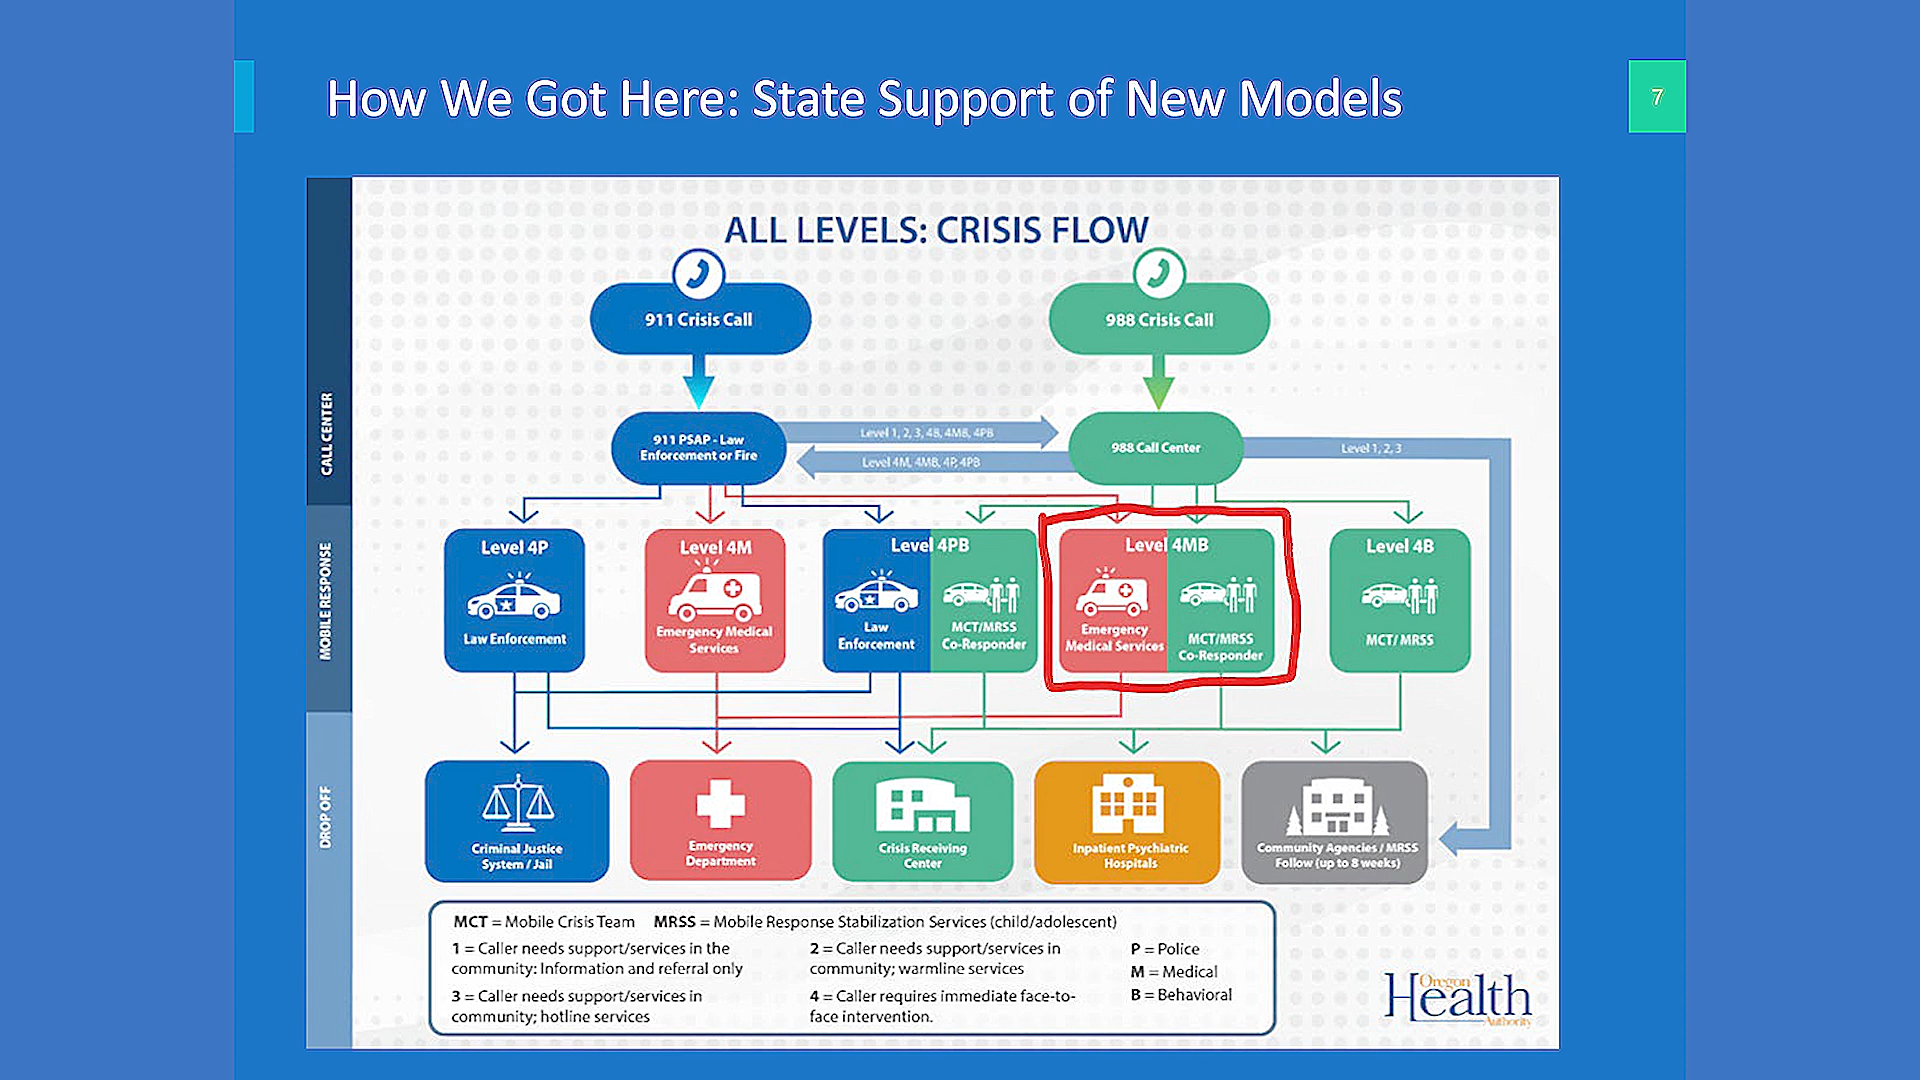 How We Got Here: State Support of New Models
7
ALL LEVELS: CRISIS FLOW
911 Crisis Call
988 Crisis Call
CALL CENTER
911 PSAP - Law
Enforcement or Fire
Level 1, 2, 3, 4B, 4MB, 4PB
Level 4M, 4MB, 4P, 4PB
988 Call Center
Level 1, 2, 3
MOBILE RESPONSE
Level 4P
Law Enforcement
Level 4M
Emergency Medical
Services
Level 4PB
Law
Enforcement
MCT/MRSS
Co-Responder
Level 4MB
Emergency
Medical Services
MCT/MRSS
Co-Responder
Level 4B
MCT/ MRSS
DROP OFF
Criminal Justice
System / Jail
Emergency
Department
Crisis Receiving
Center
Inpatient Psychiatric
Hospitals
Community Agencies / MRSS
Follow (up to 8 weeks)
MCT = Mobile Crisis Team MRSS = Mobile Response Stabilization Services (child/adolescent)
1 = Caller needs support/services in the
community: Information and referral only
2 = Caller needs support/services in
community; warmline services
3 = Caller needs support/services in
community; hotline services
4 = Caller requires immediate face-to-
face intervention.
P = Police
M = Medical
B = Behavioral
Oregon
Health
Authority